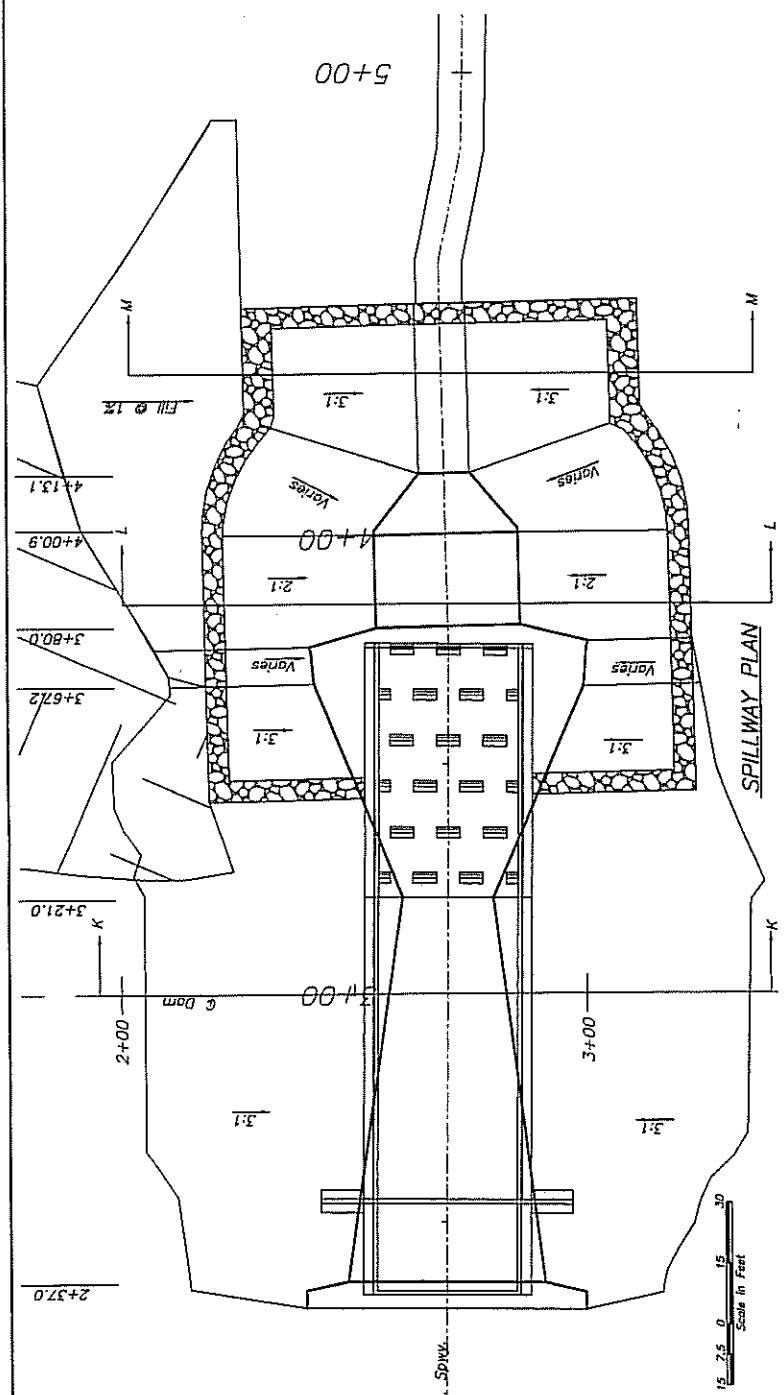 5+00
M
M
3:1
3:1
Fill @ 1%
4+13.1
Varies
Varies
4+00.9
4+00
L
L
2:1
2:1
3+80.0
Varies
Varies
3+67.2
3:1
3:1
SPILLWAY PLAN
3+21.0
K
K
3+00
℄ Dam
2+00
3+00
3:1
3:1
2+37.0
Spwy.
15 7.5 0 15 30
Scale in Feet